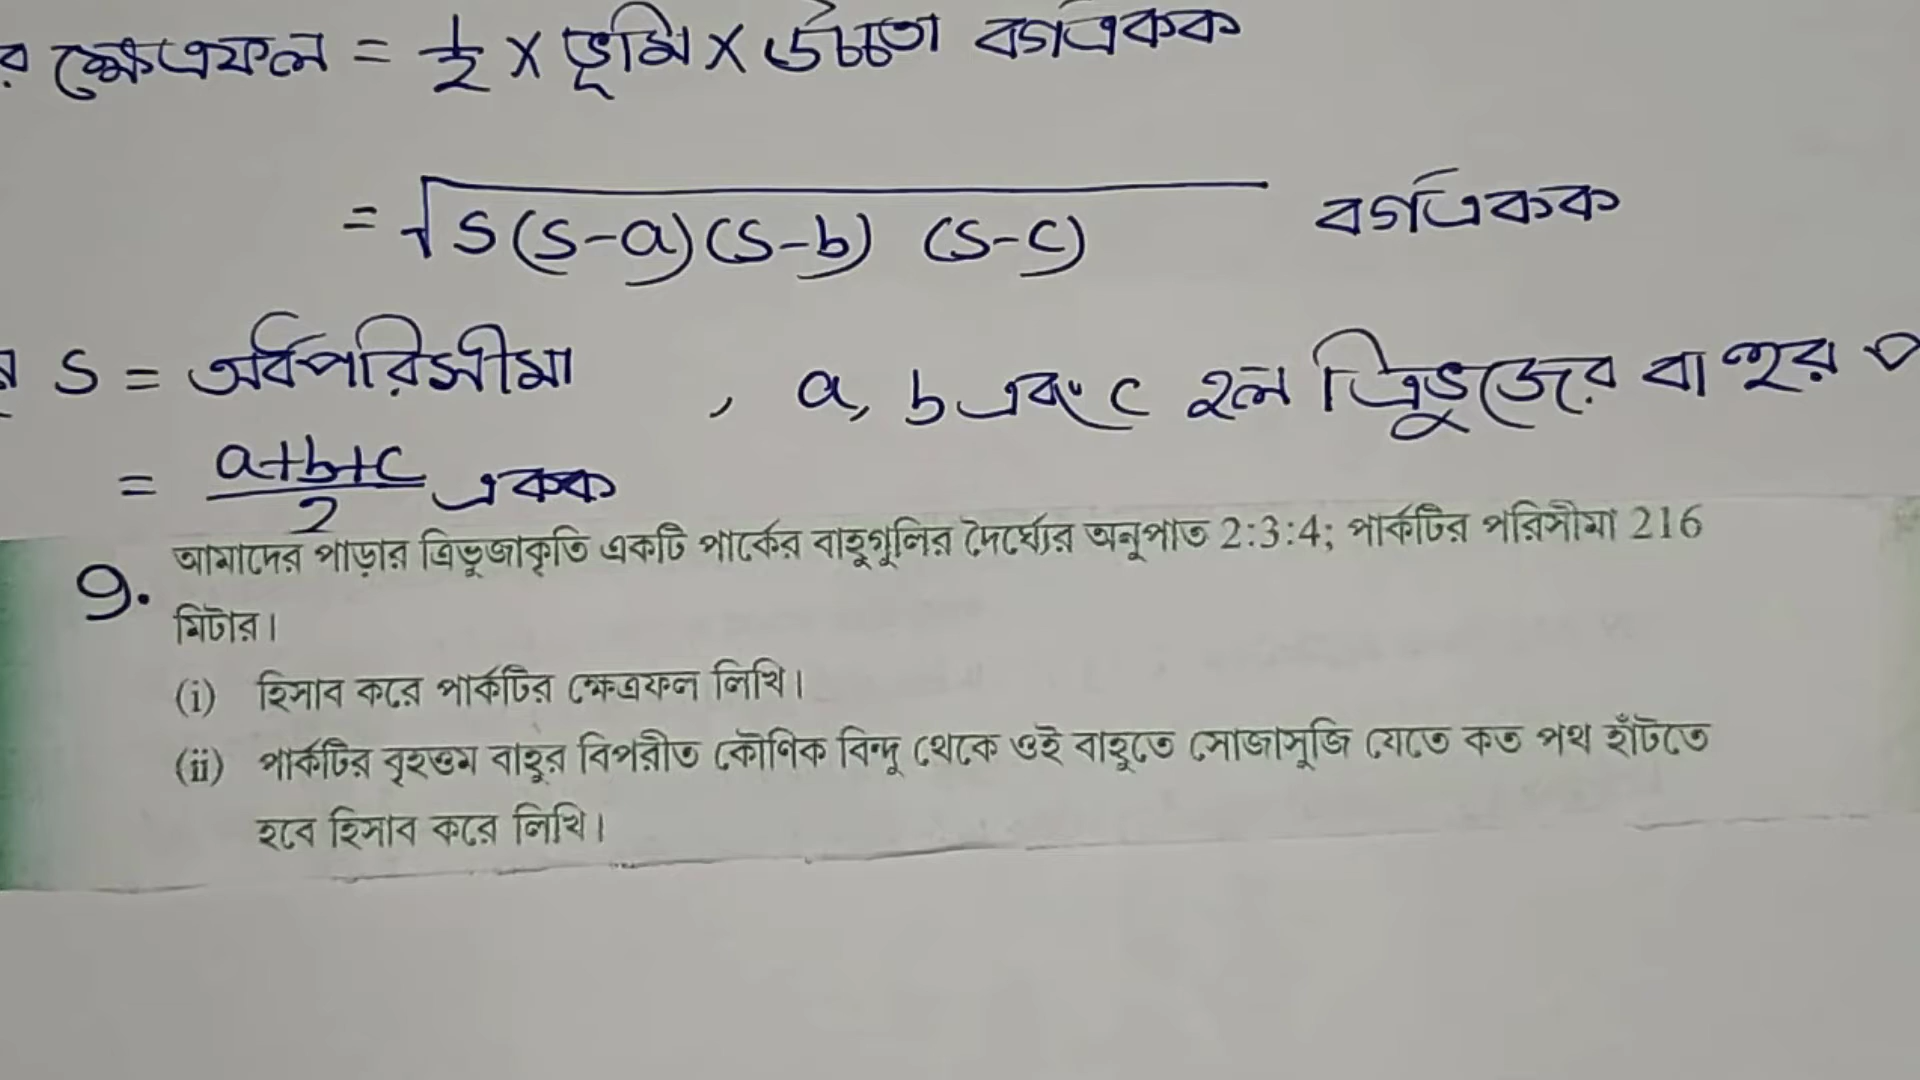 র ক্ষেত্রফল = 1/2 × ভূমি × উচ্চতা বর্গএকক
= √s(s-a)(s-b) (s-c) বর্গএকক
s = অর্ধপরিসীমা , a, b এবং c হল ত্রিভুজের বাহুর
= a+b+c/2 একক
9. আমাদের পাড়ার ত্রিভুজাকৃতি একটি পার্কের বাহুগুলির দৈর্ঘ্যের অনুপাত 2:3:4; পার্কটির পরিসীমা 216
মিটার।
(i) হিসাব করে পার্কটির ক্ষেত্রফল লিখি।
(ii) পার্কটির বৃহত্তম বাহুর বিপরীত কৌণিক বিন্দু থেকে ওই বাহুতে সোজাসুজি যেতে কত পথ হাঁটতে
হবে হিসাব করে লিখি।